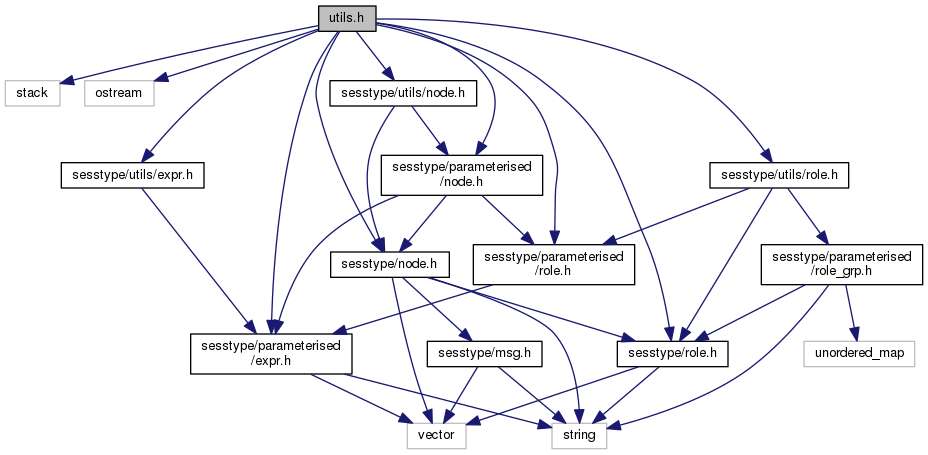 utils.h
stack
ostream
sesstype/utils/node.h
sesstype/utils/expr.h
sesstype/parameterised
/node.h
sesstype/utils/role.h
sesstype/node.h
sesstype/parameterised
/role.h
sesstype/parameterised
/role_grp.h
sesstype/parameterised
/expr.h
sesstype/msg.h
sesstype/role.h
unordered_map
vector
string